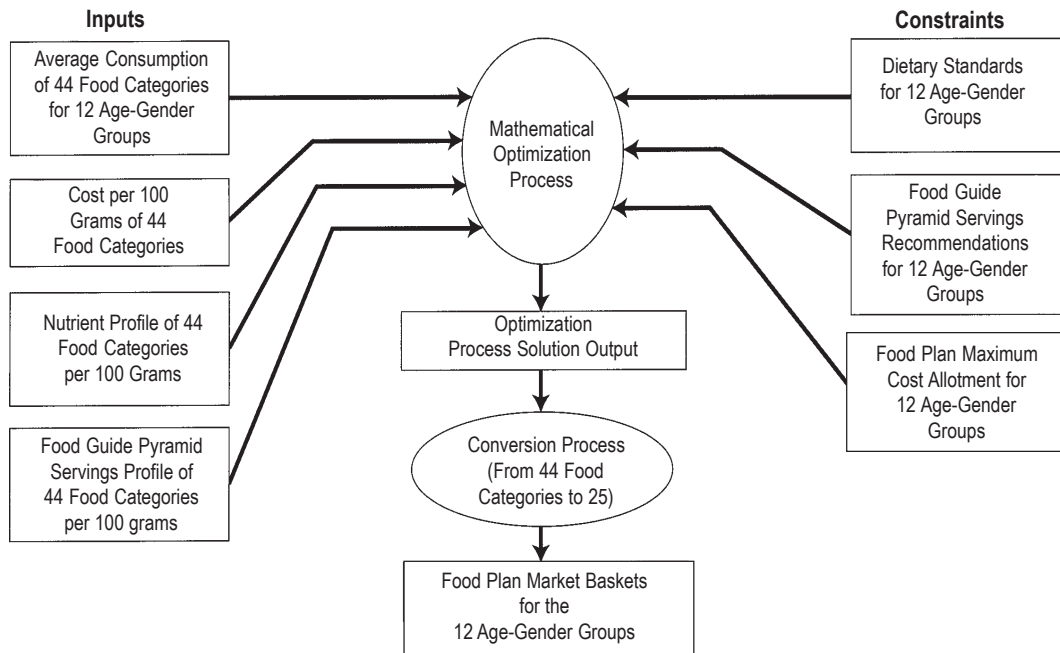 Inputs
Average Consumption
of 44 Food Categories
for 12 Age-Gender
Groups
Cost per 100
Grams of 44
Food Categories
Nutrient Profile of 44
Food Categories
per 100 Grams
Food Guide Pyramid
Servings Profile of
44 Food Categories
per 100 grams
Mathematical
Optimization
Process
Optimization
Process Solution Output
Conversion Process
(From 44 Food
Categories to 25)
Food Plan Market Baskets
for the
12 Age-Gender Groups
Constraints
Dietary Standards
for 12 Age-Gender
Groups
Food Guide
Pyramid Servings
Recommendations
for 12 Age-Gender
Groups
Food Plan Maximum
Cost Allotment for
12 Age-Gender
Groups